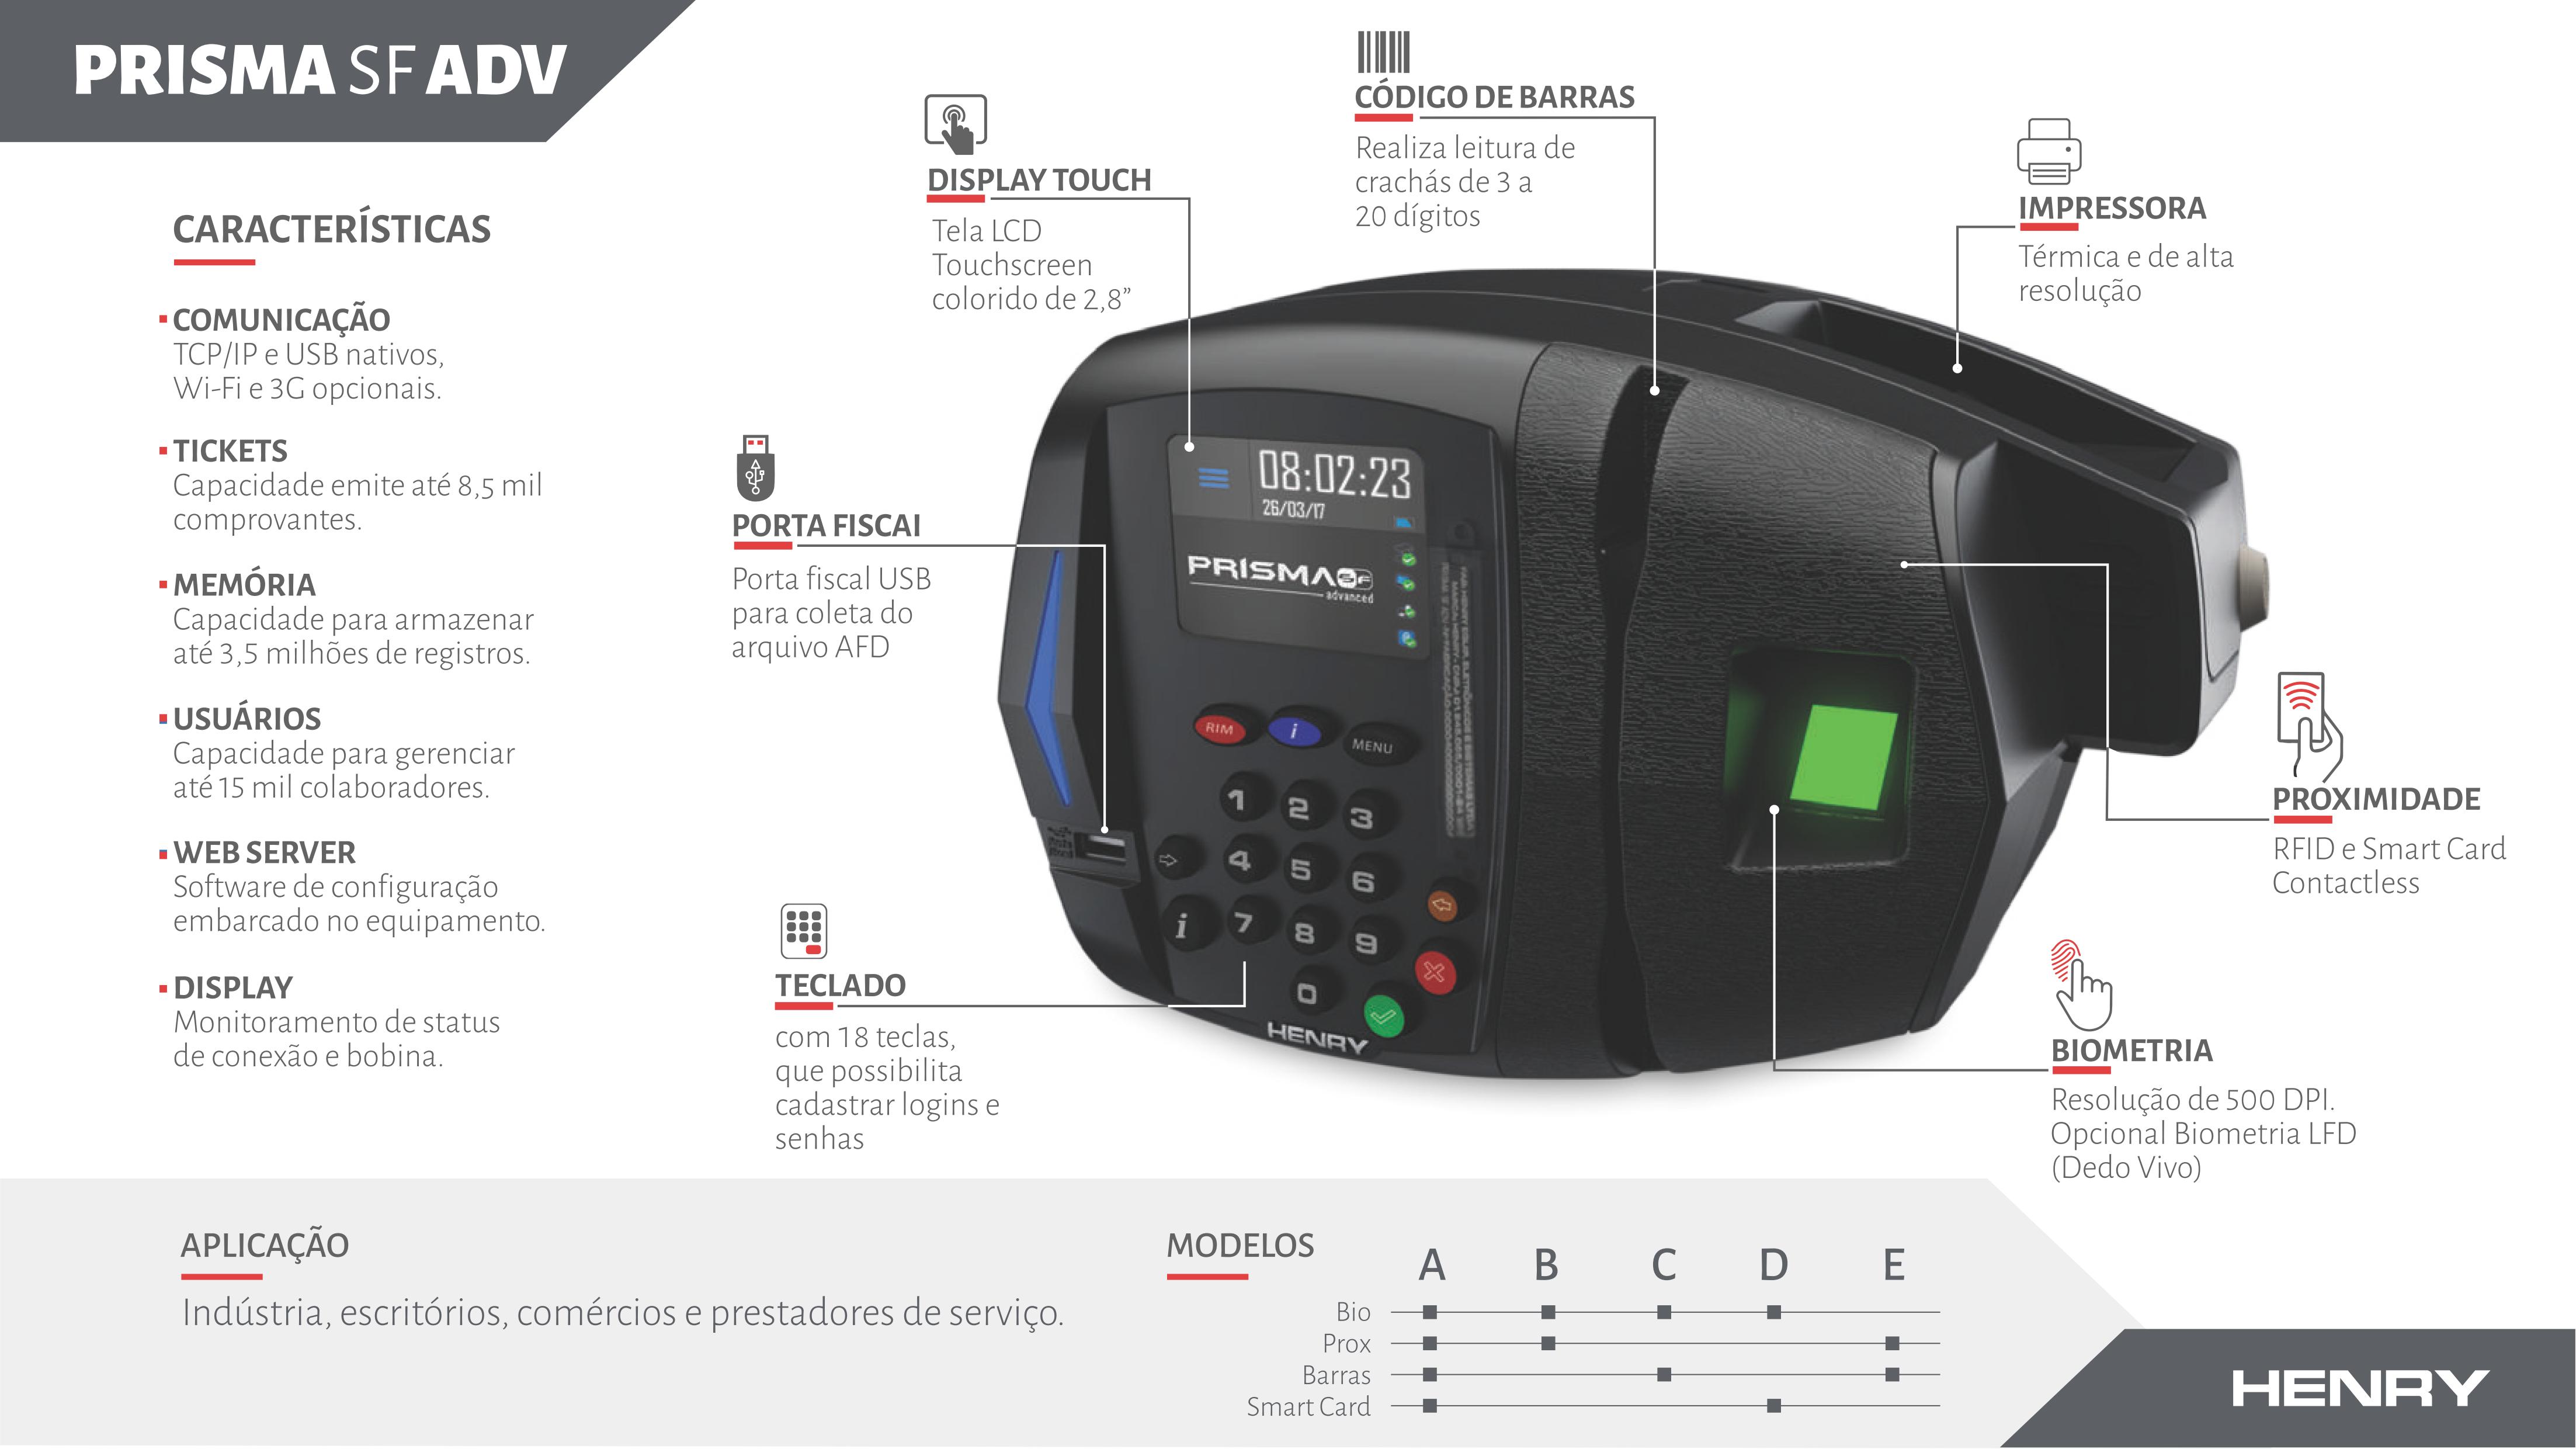 PRISMA SF ADV
CARACTERÍSTICAS
COMUNICAÇÃO
TCP/IP e USB nativos,
Wi-Fi e 3G opcionais.
TICKETS
Capacidade emite até 8,5 mil
comprovantes.
MEMÓRIA
Capacidade para armazenar
até 3,5 milhões de registros.
USUÁRIOS
Capacidade para gerenciar
até 15 mil colaboradores.
WEB SERVER
Software de configuração
embarcado no equipamento.
DISPLAY
Monitoramento de status
de conexão e bobina.
DISPLAY TOUCH
Tela LCD
Touchscreen
colorido de 2,8”
CÓDIGO DE BARRAS
Realiza leitura de
crachás de 3 a
20 dígitos
IMPRESSORA
Térmica e de alta
resolução
PORTA FISCAI
Porta fiscal USB
para coleta do
arquivo AFD
TECLADO
com 18 teclas,
que possibilita
cadastrar logins e
senhas
08:02:23
26/03/17
PRISMA SF
advanced
RIM
i
MENU
1 2 3
4 5 6
i 7 8 9
0
HENRY
PROXIMIDADE
RFID e Smart Card
Contactless
BIOMETRIA
Resolução de 500 DPI.
Opcional Biometria LFD
(Dedo Vivo)
APLICAÇÃO
Indústria, escritórios, comércios e prestadores de serviço.
MODELOS
A B C D E
Bio
Prox
Barras
Smart Card
HENRY